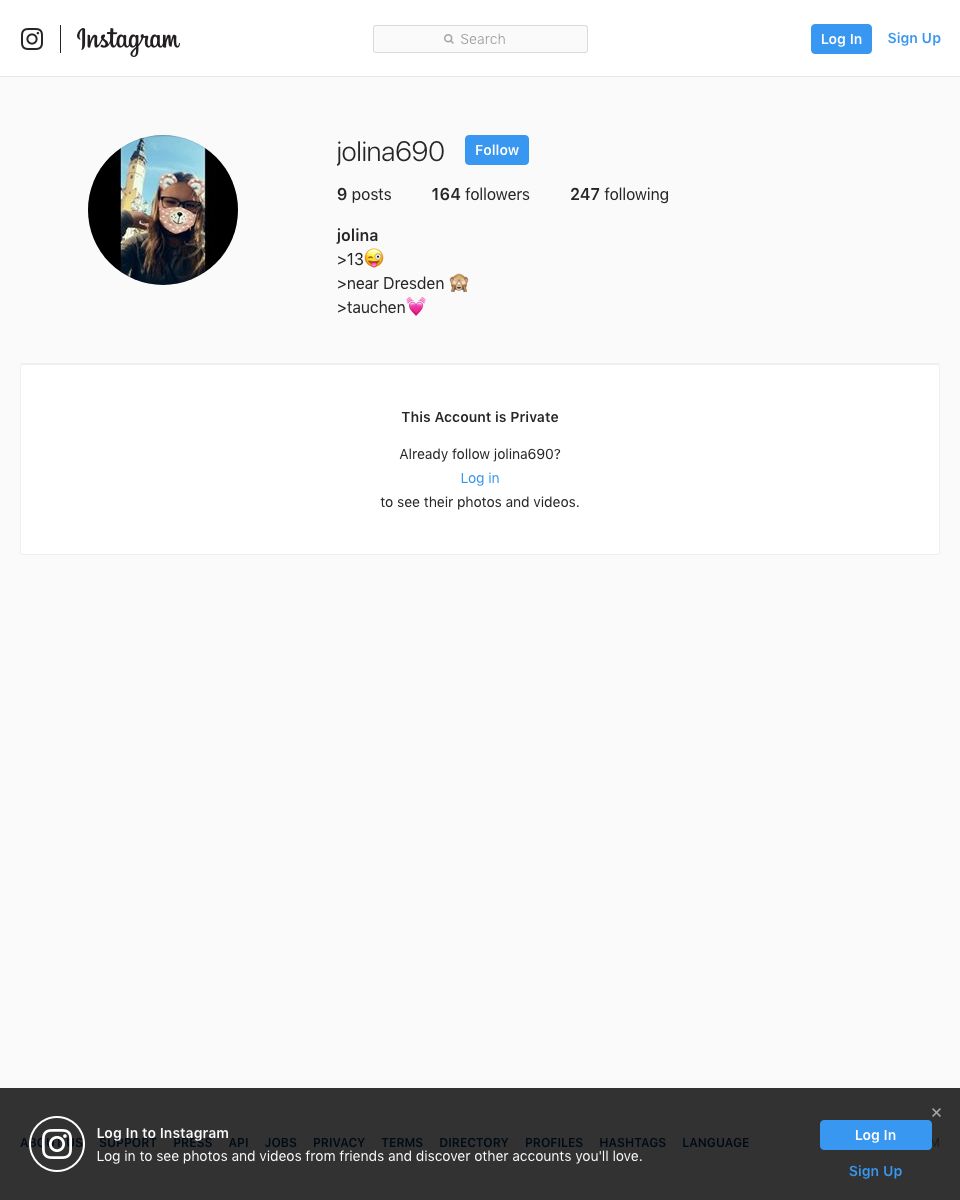 Instagram
Search
Log In
Sign Up
jolina690
Follow
9 posts
164 followers
247 following
jolina
>13😜
>near Dresden 🙈
>tauchen💓
This Account is Private
Already follow jolina690?
Log in
to see their photos and videos.
SUPPORT PRESS API JOBS PRIVACY TERMS DIRECTORY PROFILES HASHTAGS LANGUAGE
Log In to Instagram
Log in to see photos and videos from friends and discover other accounts you'll love.
Log In
Sign Up